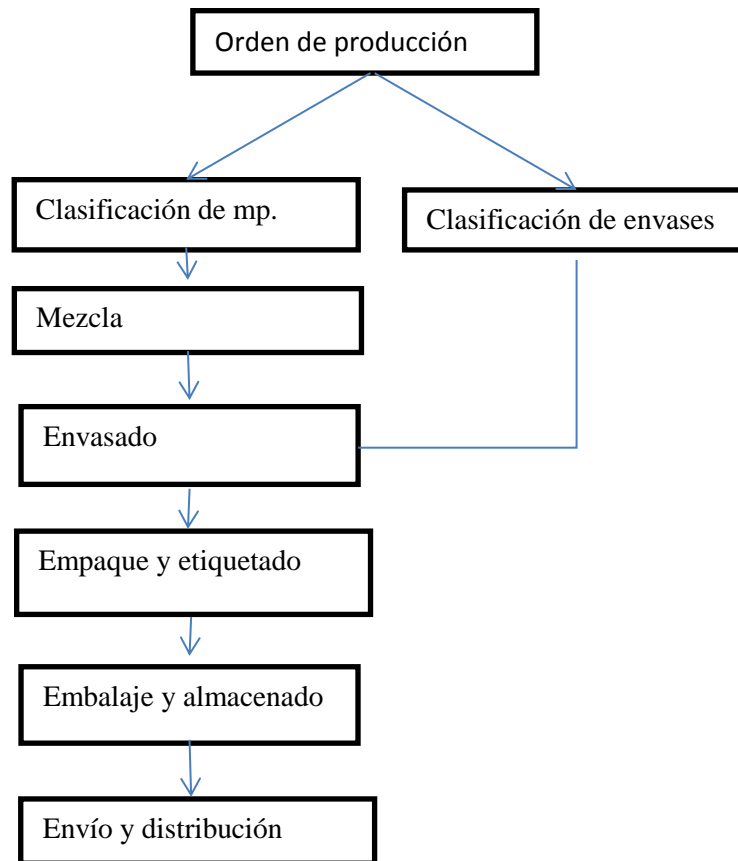 Orden de producción
Clasificación de mp.
Clasificación de envases
Mezcla
Envasado
Empaque y etiquetado
Embalaje y almacenado
Envío y distribución